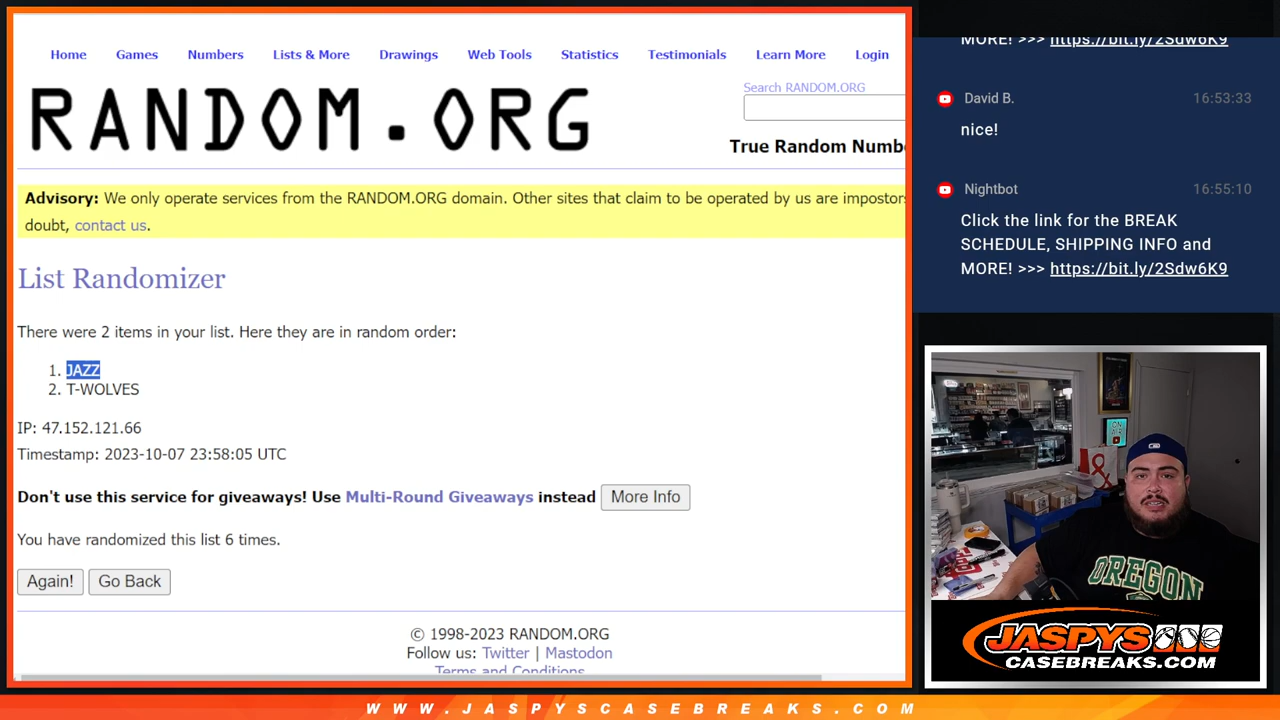 Home Games Numbers Lists & More Drawings Web Tools Statistics Testimonials Learn More Login
RANDOM.ORG
Search RANDOM.ORG
True Random Numbe
Advisory: We only operate services from the RANDOM.ORG domain. Other sites that claim to be operated by us are impostors
doubt, contact us.
List Randomizer
There were 2 items in your list. Here they are in random order:
1. JAZZ
2. T-WOLVES
IP: 47.152.121.66
Timestamp: 2023-10-07 23:58:05 UTC
Don't use this service for giveaways! Use Multi-Round Giveaways instead More Info
You have randomized this list 6 times.
Again! Go Back
© 1998-2023 RANDOM.ORG
Follow us: Twitter | Mastodon
Terms and Conditions
MORE! >>> https://bit.ly/2Sdw6K9
David B. 16:53:33
nice!
Nightbot 16:55:10
Click the link for the BREAK
SCHEDULE, SHIPPING INFO and
MORE! >>> https://bit.ly/2Sdw6K9
ON
AIR
OREGON
JASPYS
CASEBREAKS.COM
WWW.JASPYSCASEBREAKS.COM